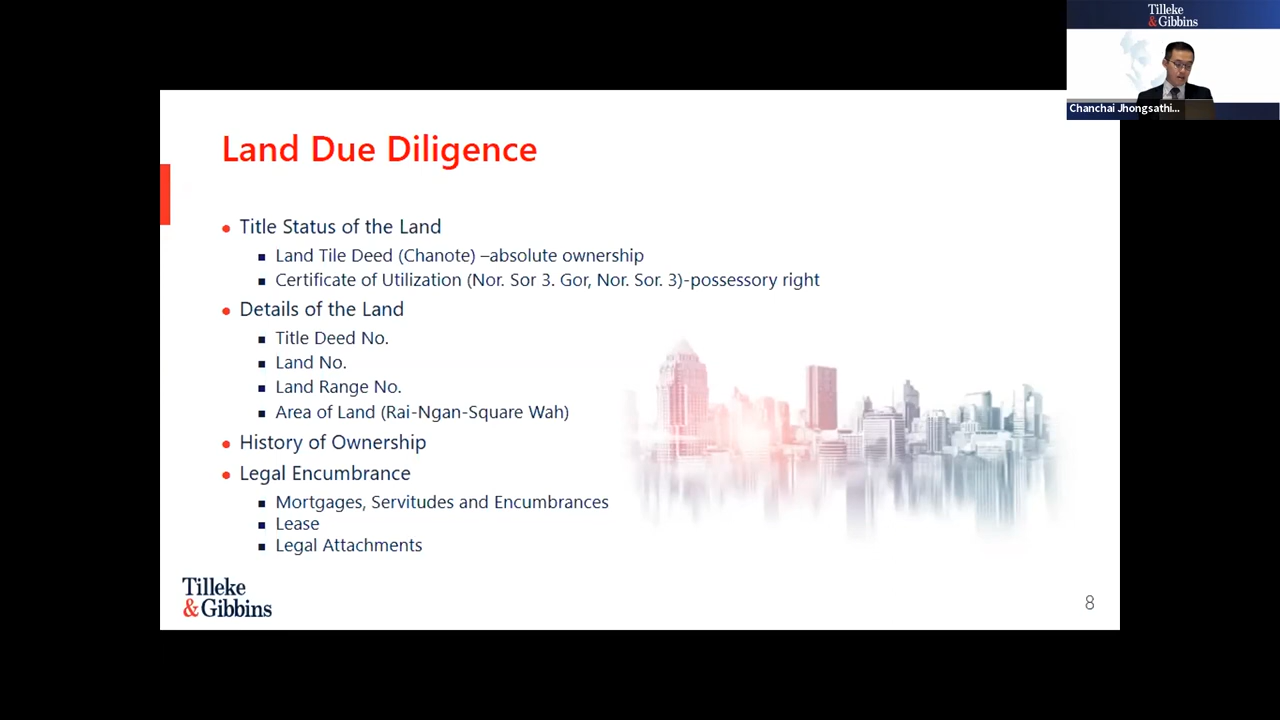 Tilleke
& Gibbins
Chanchai Jhongsathi...
Land Due Diligence
Title Status of the Land
Land Tile Deed (Chanote) –absolute ownership
Certificate of Utilization (Nor. Sor 3. Gor, Nor. Sor. 3)-possessory right
Details of the Land
Title Deed No.
Land No.
Land Range No.
Area of Land (Rai-Ngan-Square Wah)
History of Ownership
Legal Encumbrance
Mortgages, Servitudes and Encumbrances
Lease
Legal Attachments
Tilleke
& Gibbins
8